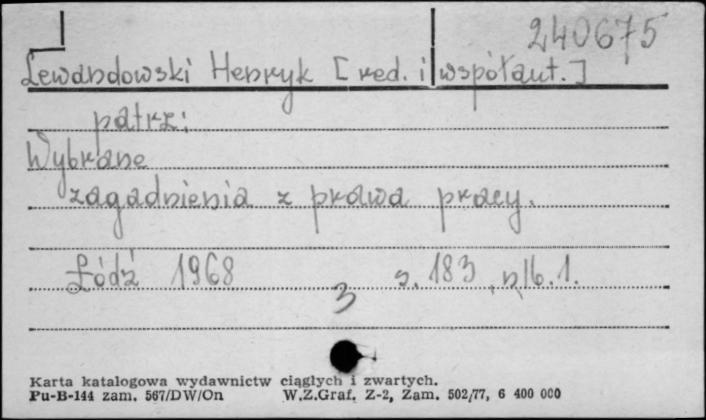 240675
Lewandowski Henryk [red. i współaut.]
patrz:
Wybrane
zagadnienia z prawa pracy.
Łódź 1968 s. 183, nlb. 1.
3
Karta katalogowa wydawnictw ciągłych i zwartych.
Pu-B-144 zam. 567/DW/On W.Z.Graf. Z-2, Zam. 502/77, 6 400 000